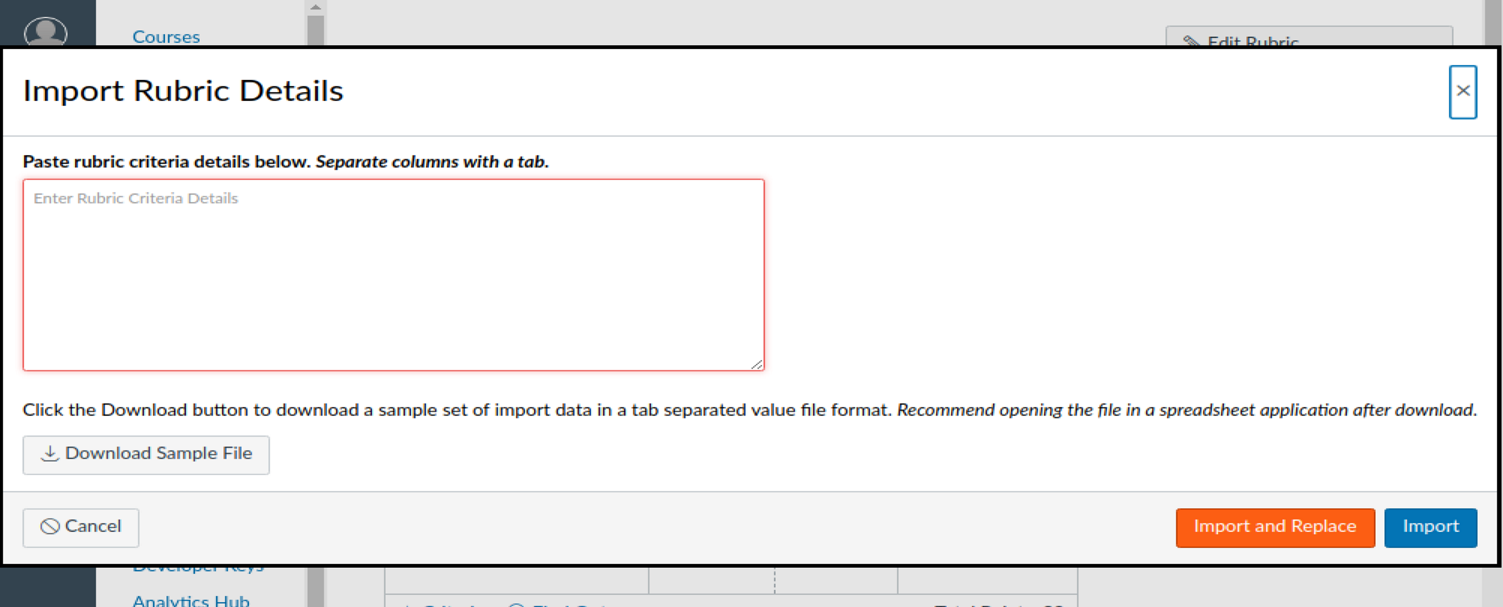 Courses
Edit Rubric
Import Rubric Details
Paste rubric criteria details below. Separate columns with a tab.
Enter Rubric Criteria Details
Click the Download button to download a sample set of import data in a tab separated value file format. Recommend opening the file in a spreadsheet application after download.
Download Sample File
Cancel
Import and Replace
Import
Developer Keys
Analytics Hub